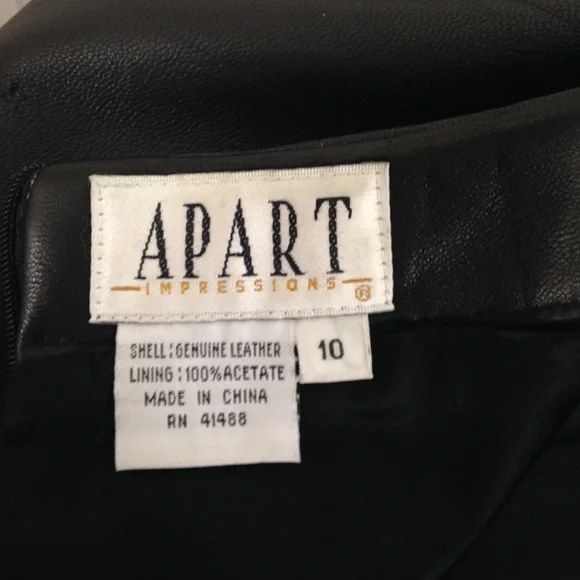 APART
IMPRESSIONS ®
SHELL: GENUINE LEATHER
LINING: 100% ACETATE
MADE IN CHINA
RN 41488
10